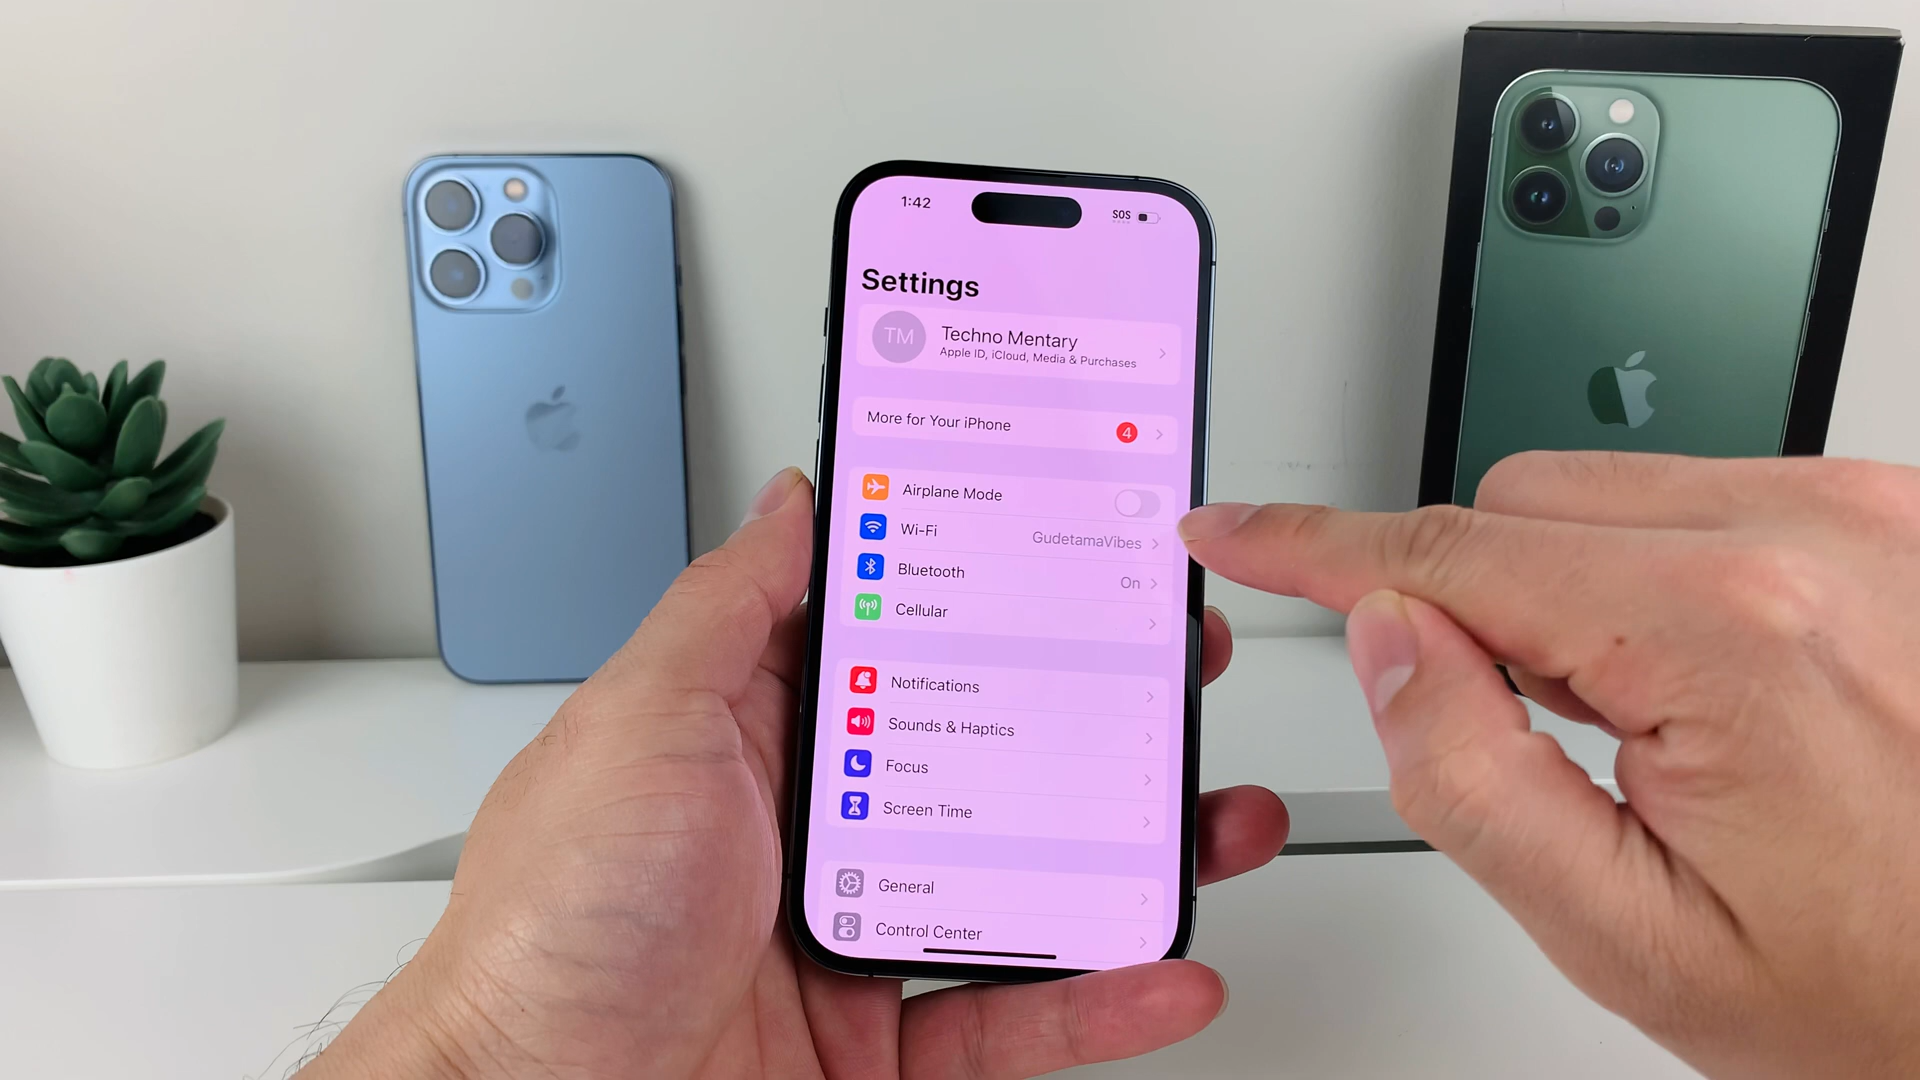 1:42
SOS
Settings
TM
Techno Mentary
Apple ID, iCloud, Media & Purchases
More for Your iPhone
4
Airplane Mode
Wi-Fi GudetamaVibes
Bluetooth On
Cellular
Notifications
Sounds & Haptics
Focus
Screen Time
General
Control Center